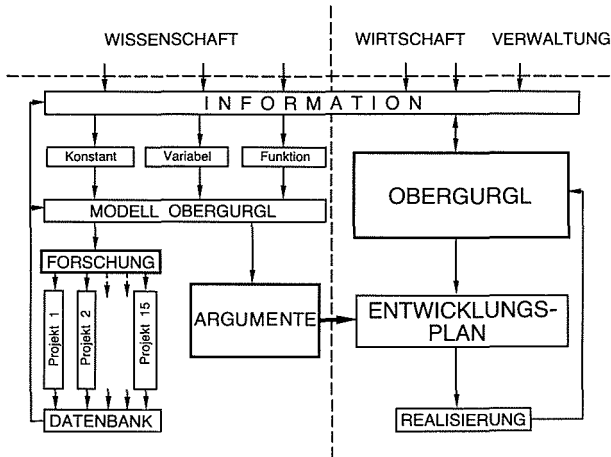 WISSENSCHAFT
WIRTSCHAFT
VERWALTUNG
INFORMATION
Konstant
Variabel
Funktion
MODELL OBERGURGL
OBERGURGL
FORSCHUNG
Projekt 1
Projekt 2
Projekt 15
ARGUMENTE
ENTWICKLUNGS-
PLAN
DATENBANK
REALISIERUNG